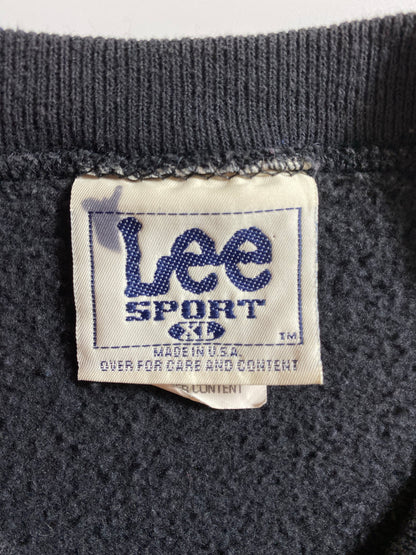 Lee
SPORT
XL
TM
MADE IN U.S.A.
OVER FOR CARE AND CONTENT
R CONTENT